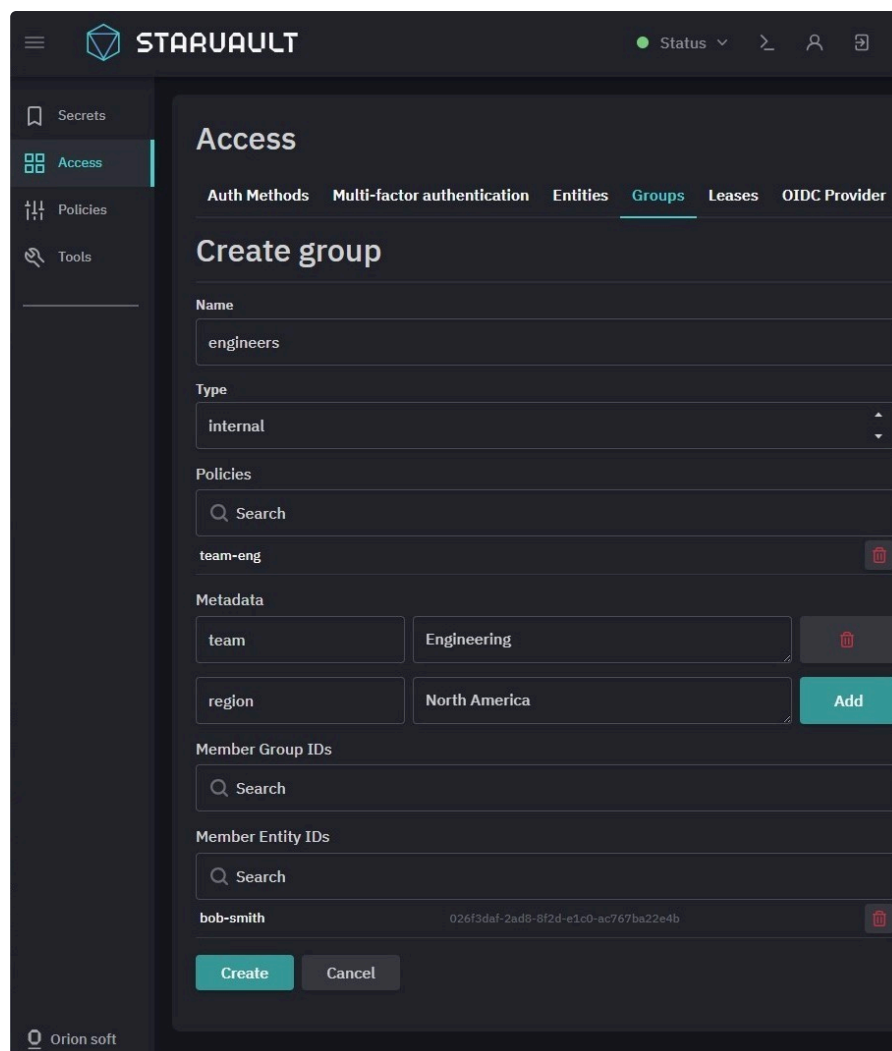 STARVAULT
Status
Secrets
Access
Policies
Tools
Access
Auth Methods Multi-factor authentication Entities Groups Leases OIDC Provider
Create group
Name
engineers
Type
internal
Policies
Search
team-eng
Metadata
team Engineering
region North America Add
Member Group IDs
Search
Member Entity IDs
Search
bob-smith 026f3daf-2ad8-8f2d-e1c0-ac767ba22e4b
Create Cancel
Orion soft